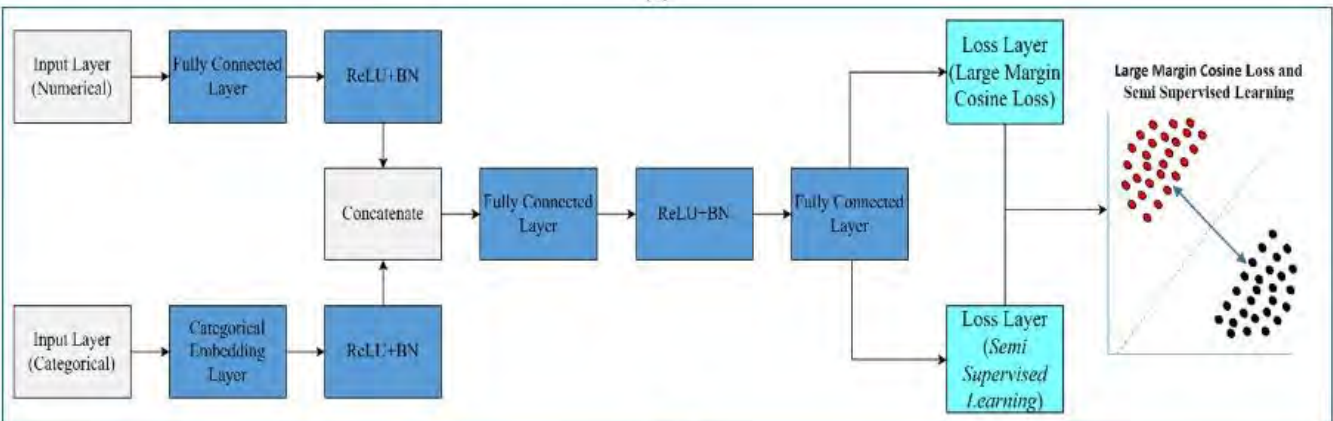 Input Layer
(Numerical)
Fully Connected
Layer
ReLU+BN
Concatenate
Input Layer
(Categorical)
Categorical
Embedding
Layer
ReLU+BN
Fully Connected
Layer
ReLU+BN
Fully Connected
Layer
Loss Layer
(Large Margin
Cosine Loss)
Loss Layer
(Semi
Supervised
Learning)
Large Margin Cosine Loss and
Semi Supervised Learning